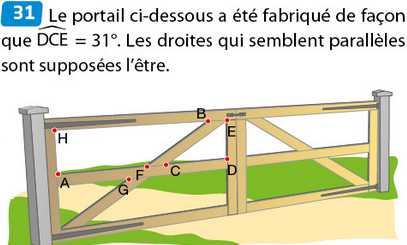 31 Le portail ci-dessous a été fabriqué de façon
que DCE = 31°. Les droites qui semblent parallèles
sont supposées l'être.
B
E
H
A
F
C
D
G